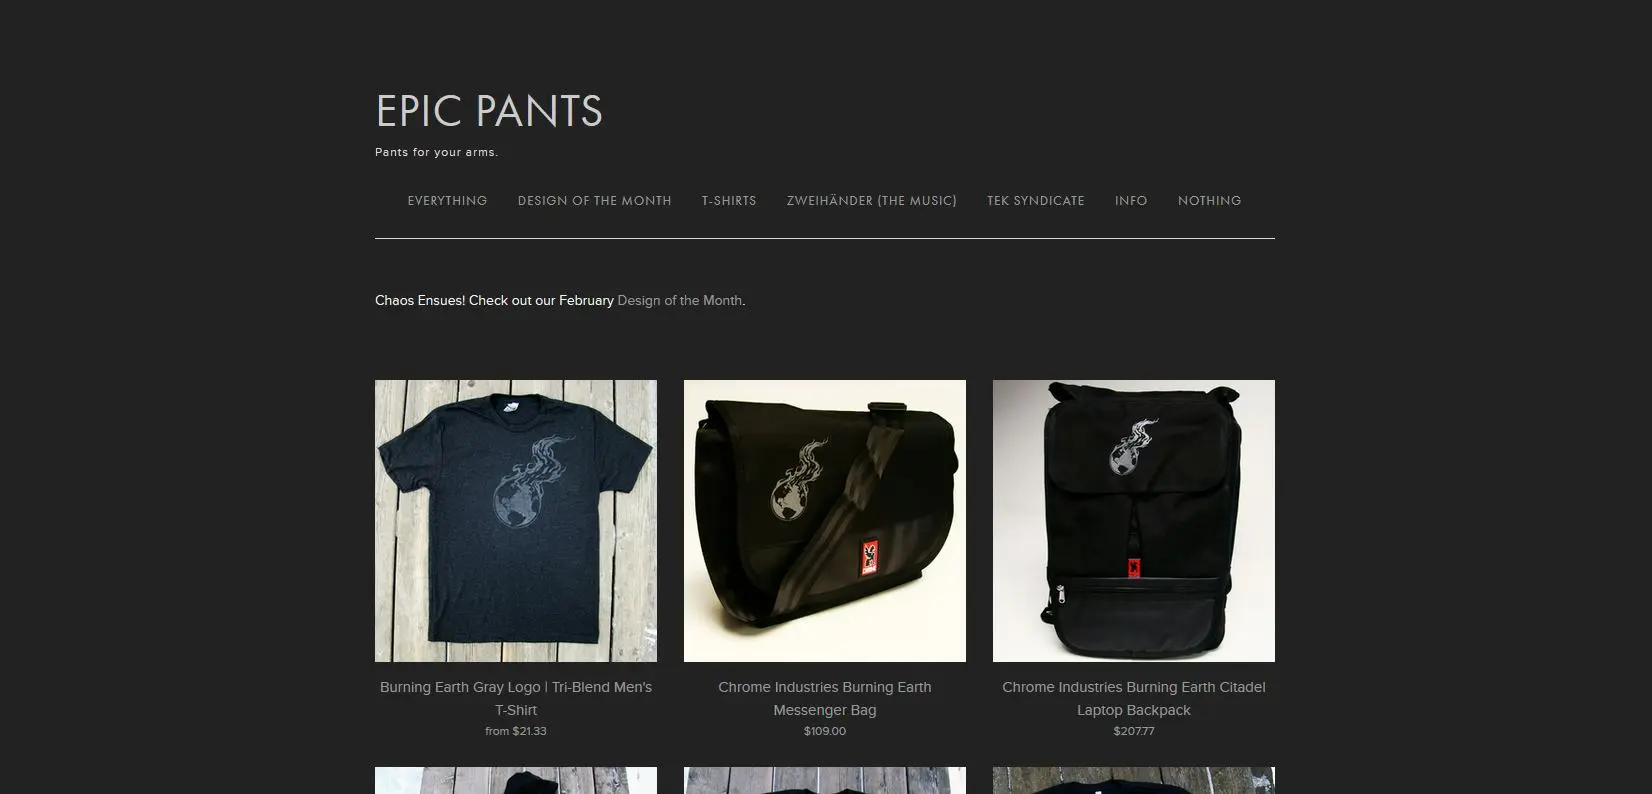 EPIC PANTS
Pants for your arms.
EVERYTHING DESIGN OF THE MONTH T-SHIRTS ZWEIHÄNDER (THE MUSIC) TEK SYNDICATE INFO NOTHING
Chaos Ensues! Check out our February Design of the Month.
CHROME
Burning Earth Gray Logo | Tri-Blend Men's
T-Shirt
from $21.33
Chrome Industries Burning Earth
Messenger Bag
$109.00
Chrome Industries Burning Earth Citadel
Laptop Backpack
$207.77